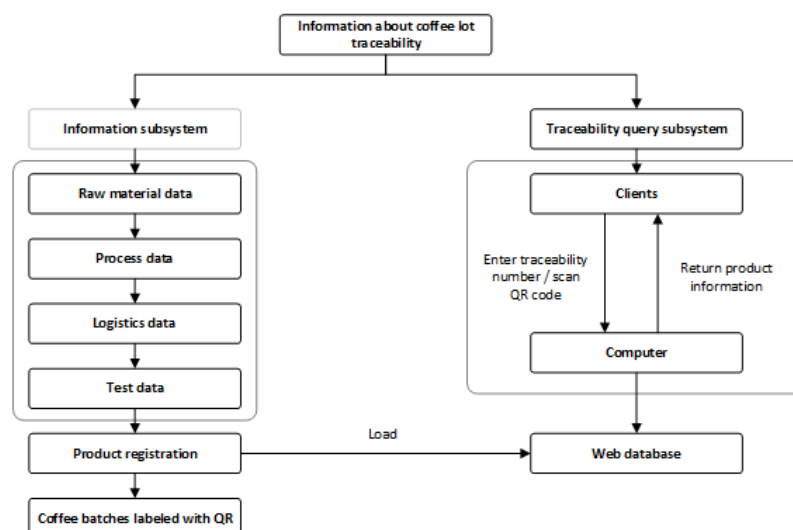 Information about coffee lot
traceability
Information subsystem
Traceability query subsystem
Raw material data
Clients
Process data
Enter traceability
number / scan
QR code
Return product
information
Logistics data
Computer
Test data
Load
Product registration
Web database
Coffee batches labeled with QR